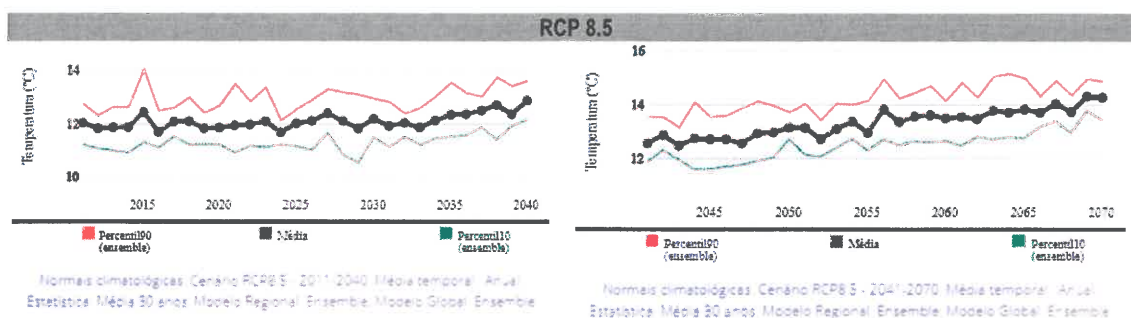 RCP 8.5
Temperatura (°C)
14
12
10
2015 2020 2025 2030 2035 2040
Percentil90 (ensemble) Média Percentil10 (ensemble)
Normais climatológicas Cenário RCP8.5 - 2011-2040 Média temporal Anual
Estatística Média 30 anos Modelo Regional Ensemble Modelo Global Ensemble
Temperatura (°C)
16
14
12
2045 2050 2055 2060 2065 2070
Percentil90 (ensemble) Média Percentil10 (ensemble)
Normais climatológicas Cenário RCP8.5 - 2041-2070 Média temporal Anual
Estatística Média 30 anos Modelo Regional Ensemble Modelo Global Ensemble